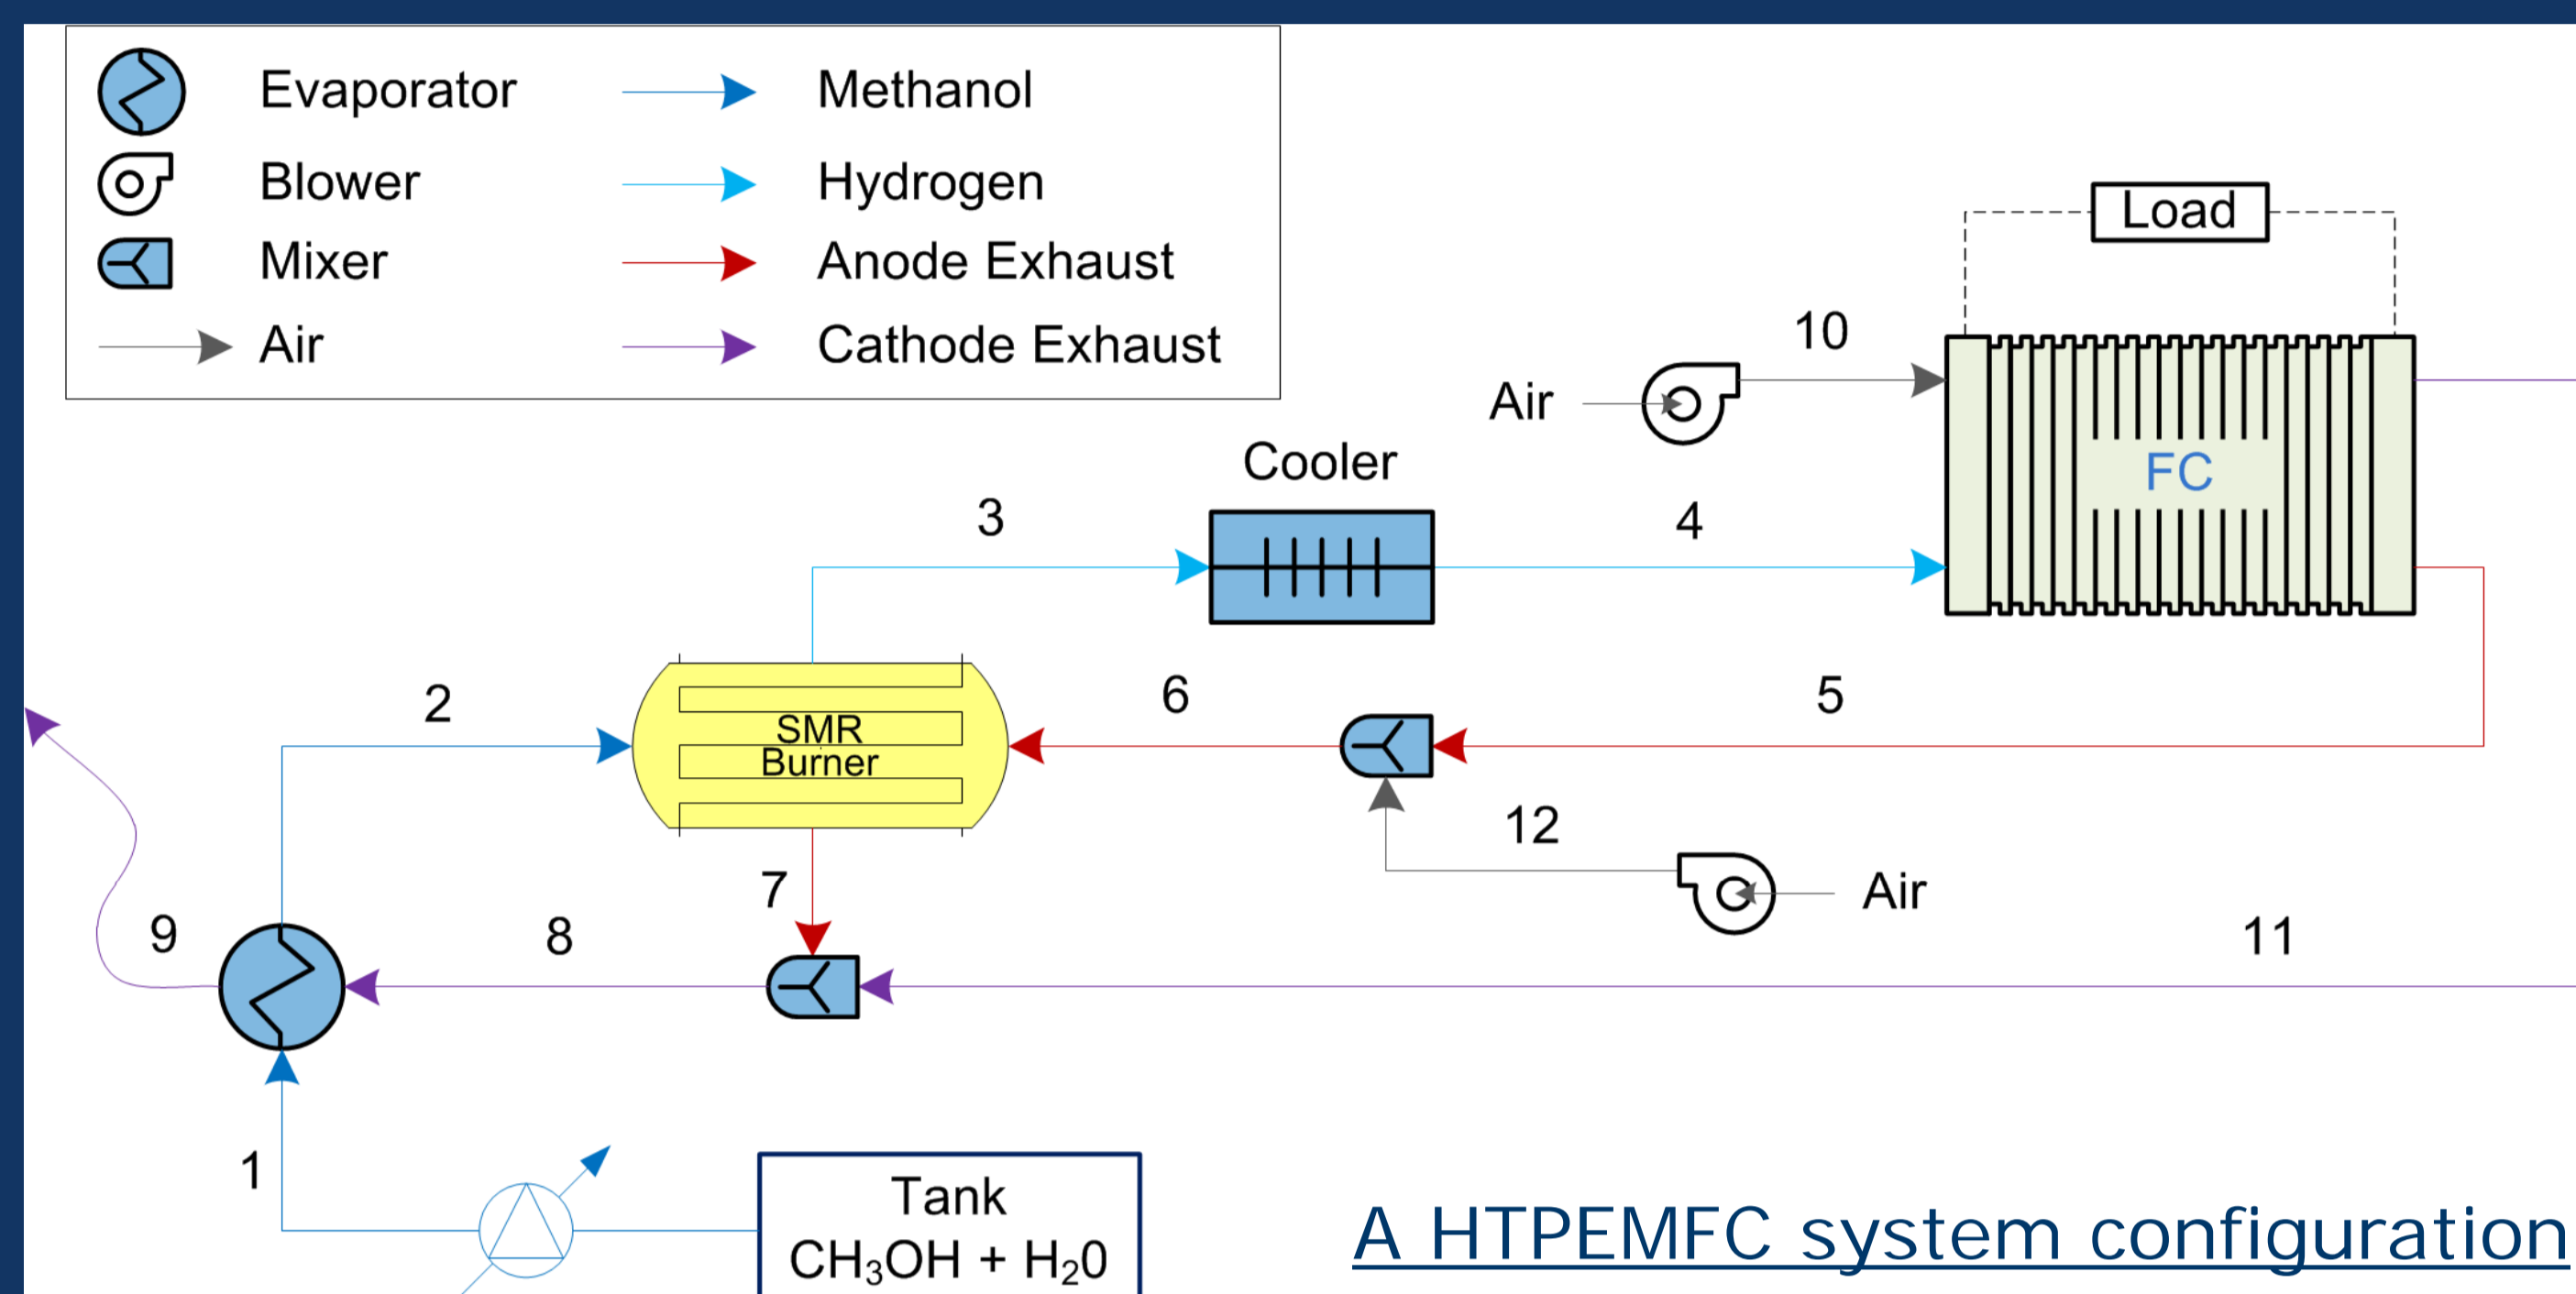 Evaporator
Methanol
Blower
Hydrogen
Mixer
Anode Exhaust
Air
Cathode Exhaust
Load
10
Air
Cooler
FC
3
4
2
SMR
Burner
6
5
12
7
Air
9
8
11
1
Tank
CH₃OH + H₂0
A HTPEMFC system configuration